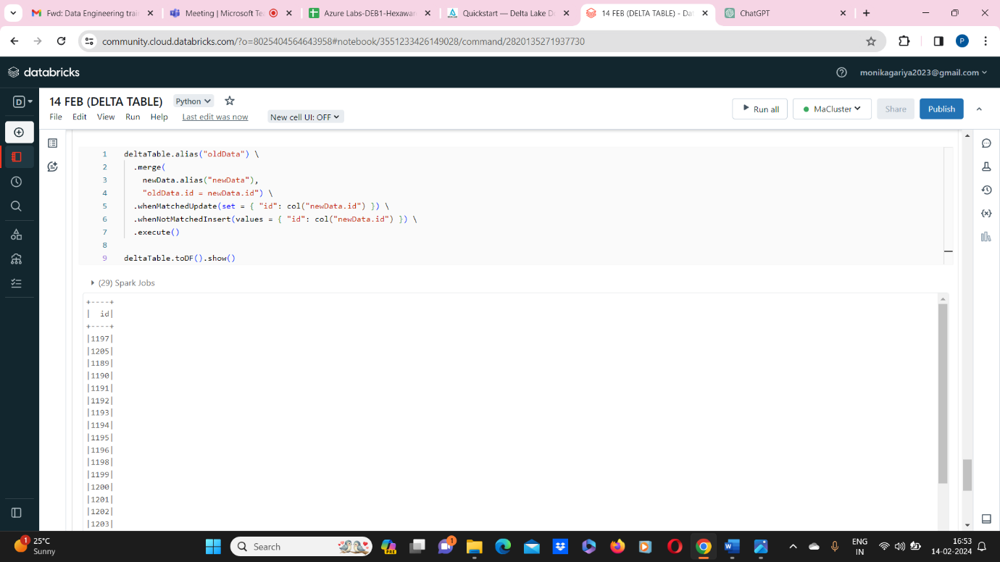 Fwd: Data Engineering trai
Meeting | Microsoft Te
Azure Labs-DEB1-Hexawar
Quickstart — Delta Lake D
14 FEB (DELTA TABLE) - Dat
ChatGPT
community.cloud.databricks.com/?o=8025404564643958#notebook/3551233426149028/command/2820135271937730
P
databricks
monikagariya2023@gmail.com
D
14 FEB (DELTA TABLE)
Python
File
Edit
View
Run
Help
Last edit was now
New cell UI: OFF
Run all
MaCluster
Share
Publish
1 deltaTable.alias("oldData") \
2 .merge(
3 newData.alias("newData"),
4 "oldData.id = newData.id") \
5 .whenMatchedUpdate(set = { "id": col("newData.id") }) \
6 .whenNotMatchedInsert(values = { "id": col("newData.id") }) \
7 .execute()
8
9 deltaTable.toDF().show()
(29) Spark Jobs
+----+
|  id|
+----+
|1197|
|1205|
|1189|
|1190|
|1191|
|1192|
|1193|
|1194|
|1195|
|1196|
|1198|
|1199|
|1200|
|1201|
|1202|
|1203|
1
25°C
Sunny
Search
PRE
1
ENG
IN
16:53
14-02-2024